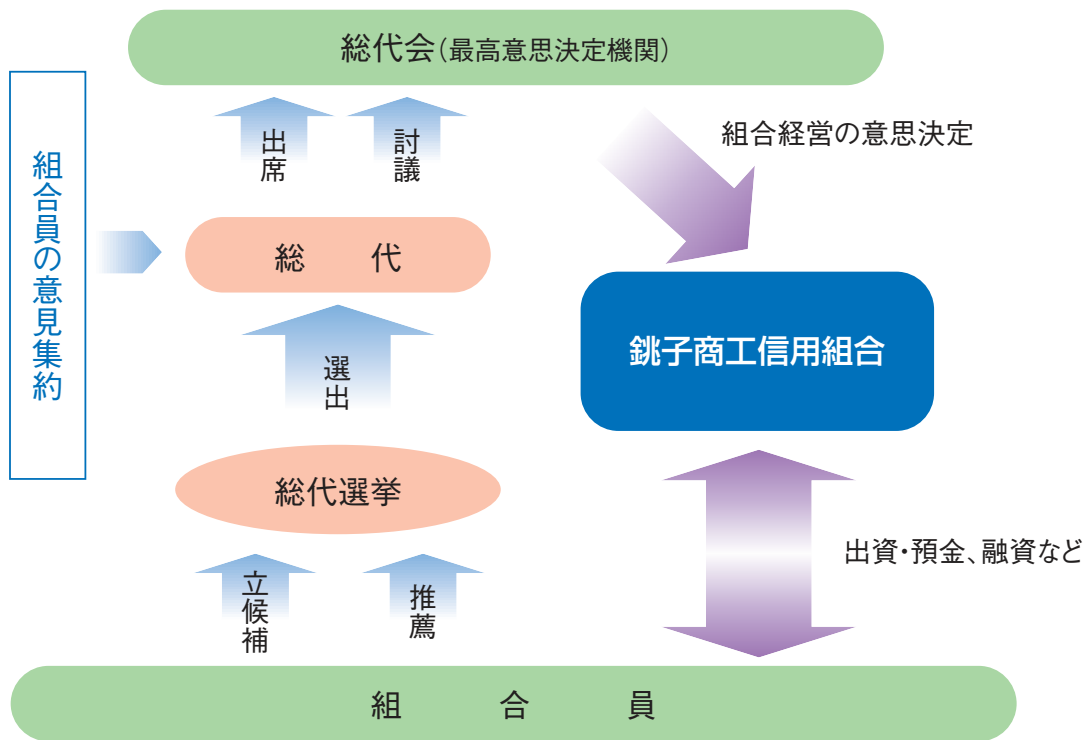 総代会(最高意思決定機関)
出席
討議
組合経営の意思決定
組合員の意見集約
総代
銚子商工信用組合
選出
総代選挙
出資・預金、融資など
立候補
推薦
組合員